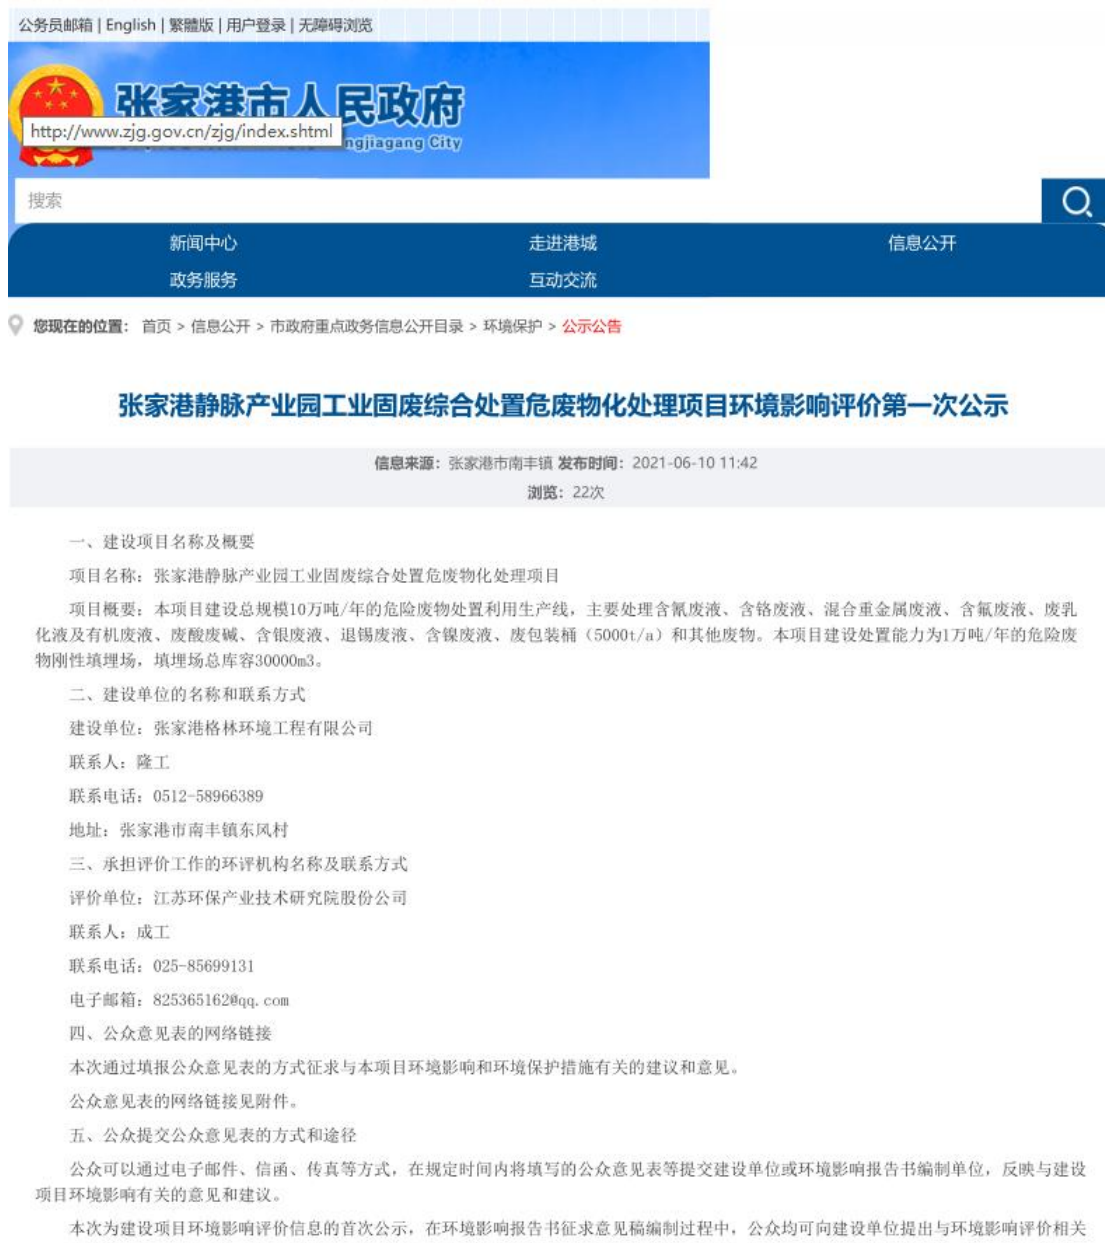 公务员邮箱 | English | 繁體版 | 用户登录 | 无障碍浏览
张家港市人民政府
http://www.zjg.gov.cn/zjg/index.shtml
ngjiagang City
搜索
新闻中心 走进港城 信息公开
政务服务 互动交流
您现在的位置： 首页 > 信息公开 > 市政府重点政务信息公开目录 > 环境保护 > 公示公告
张家港静脉产业园工业固废综合处置危废物化处理项目环境影响评价第一次公示
信息来源：张家港市南丰镇 发布时间：2021-06-10 11:42
浏览：22次
一、建设项目名称及概要
项目名称：张家港静脉产业园工业固废综合处置危废物化处理项目
项目概要：本项目建设总规模10万吨/年的危险废物处置利用生产线，主要处理含氰废液、含铬废液、混合重金属废液、含氟废液、废乳
化液及有机废液、废酸废碱、含银废液、退锡废液、含镍废液、废包装桶（5000t/a）和其他废物。本项目建设处置能力为1万吨/年的危险废
物刚性填埋场，填埋场总库容30000m3。
二、建设单位的名称和联系方式
建设单位：张家港格林环境工程有限公司
联系人：隆工
联系电话：0512-58966389
地址：张家港市南丰镇东风村
三、承担评价工作的环评机构名称及联系方式
评价单位：江苏环保产业技术研究院股份公司
联系人：成工
联系电话：025-85699131
电子邮箱：825365162@qq.com
四、公众意见表的网络链接
本次通过填报公众意见表的方式征求与本项目环境影响和环境保护措施有关的建议和意见。
公众意见表的网络链接见附件。
五、公众提交公众意见表的方式和途径
公众可以通过电子邮件、信函、传真等方式，在规定时间内将填写的公众意见表等提交建设单位或环境影响报告书编制单位，反映与建设
项目环境影响有关的意见和建议。
本次为建设项目环境影响评价信息的首次公示，在环境影响报告书征求意见稿编制过程中，公众均可向建设单位提出与环境影响评价相关